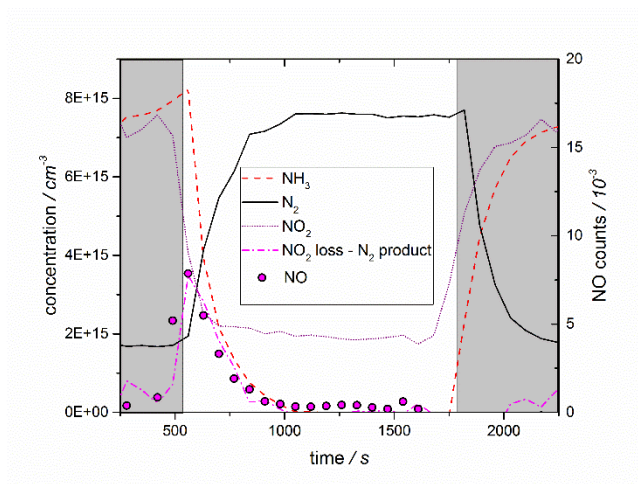 8E+15
6E+15
4E+15
2E+15
0E+00
concentration / cm⁻³
NH₃
N₂
NO₂
NO₂ loss - N₂ product
NO
20
15
10
5
0
NO counts / 10⁻³
500
1000
1500
2000
time / s